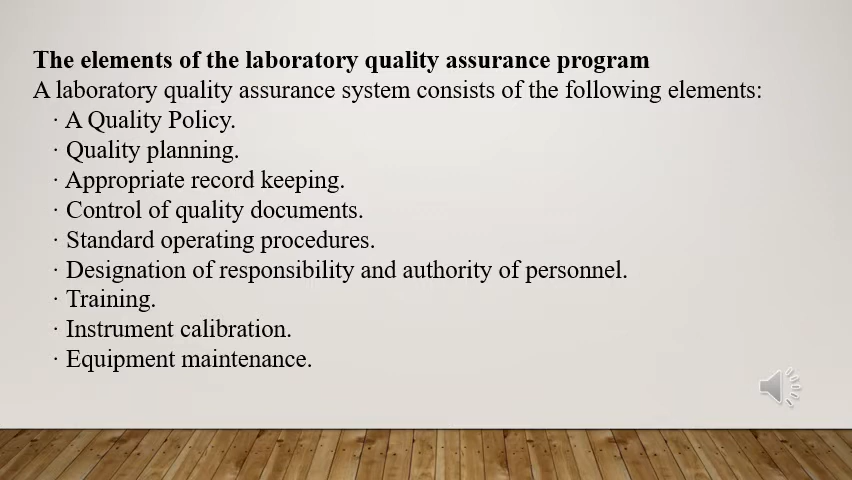 The elements of the laboratory quality assurance program
A laboratory quality assurance system consists of the following elements:
· A Quality Policy.
· Quality planning.
· Appropriate record keeping.
· Control of quality documents.
· Standard operating procedures.
· Designation of responsibility and authority of personnel.
· Training.
· Instrument calibration.
· Equipment maintenance.